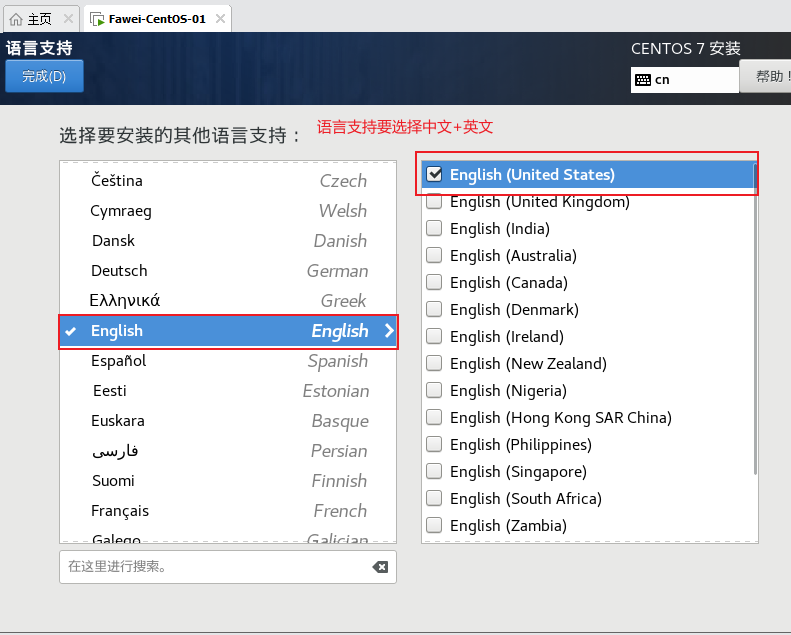 主页
Fawei-CentOS-01
语言支持
CENTOS 7 安装
完成(D)
cn
帮助!
选择要安装的其他语言支持：
语言支持要选择中文+英文
Čeština Czech
Cymraeg Welsh
Dansk Danish
Deutsch German
Ελληνικά Greek
English English
Español Spanish
Eesti Estonian
Euskara Basque
فارسی Persian
Suomi Finnish
Français French
Galego Galician
English (United States)
English (United Kingdom)
English (India)
English (Australia)
English (Canada)
English (Denmark)
English (Ireland)
English (New Zealand)
English (Nigeria)
English (Hong Kong SAR China)
English (Philippines)
English (Singapore)
English (South Africa)
English (Zambia)
在这里进行搜索。